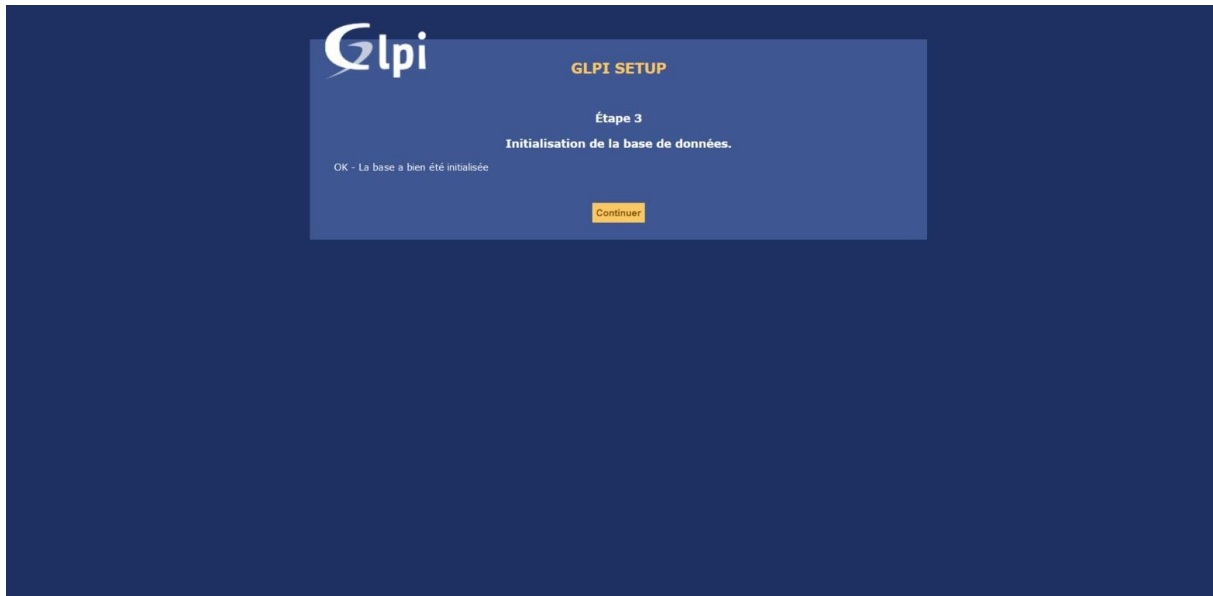 Glpi
GLPI SETUP
Étape 3
Initialisation de la base de données.
OK - La base a bien été initialisée
Continuer